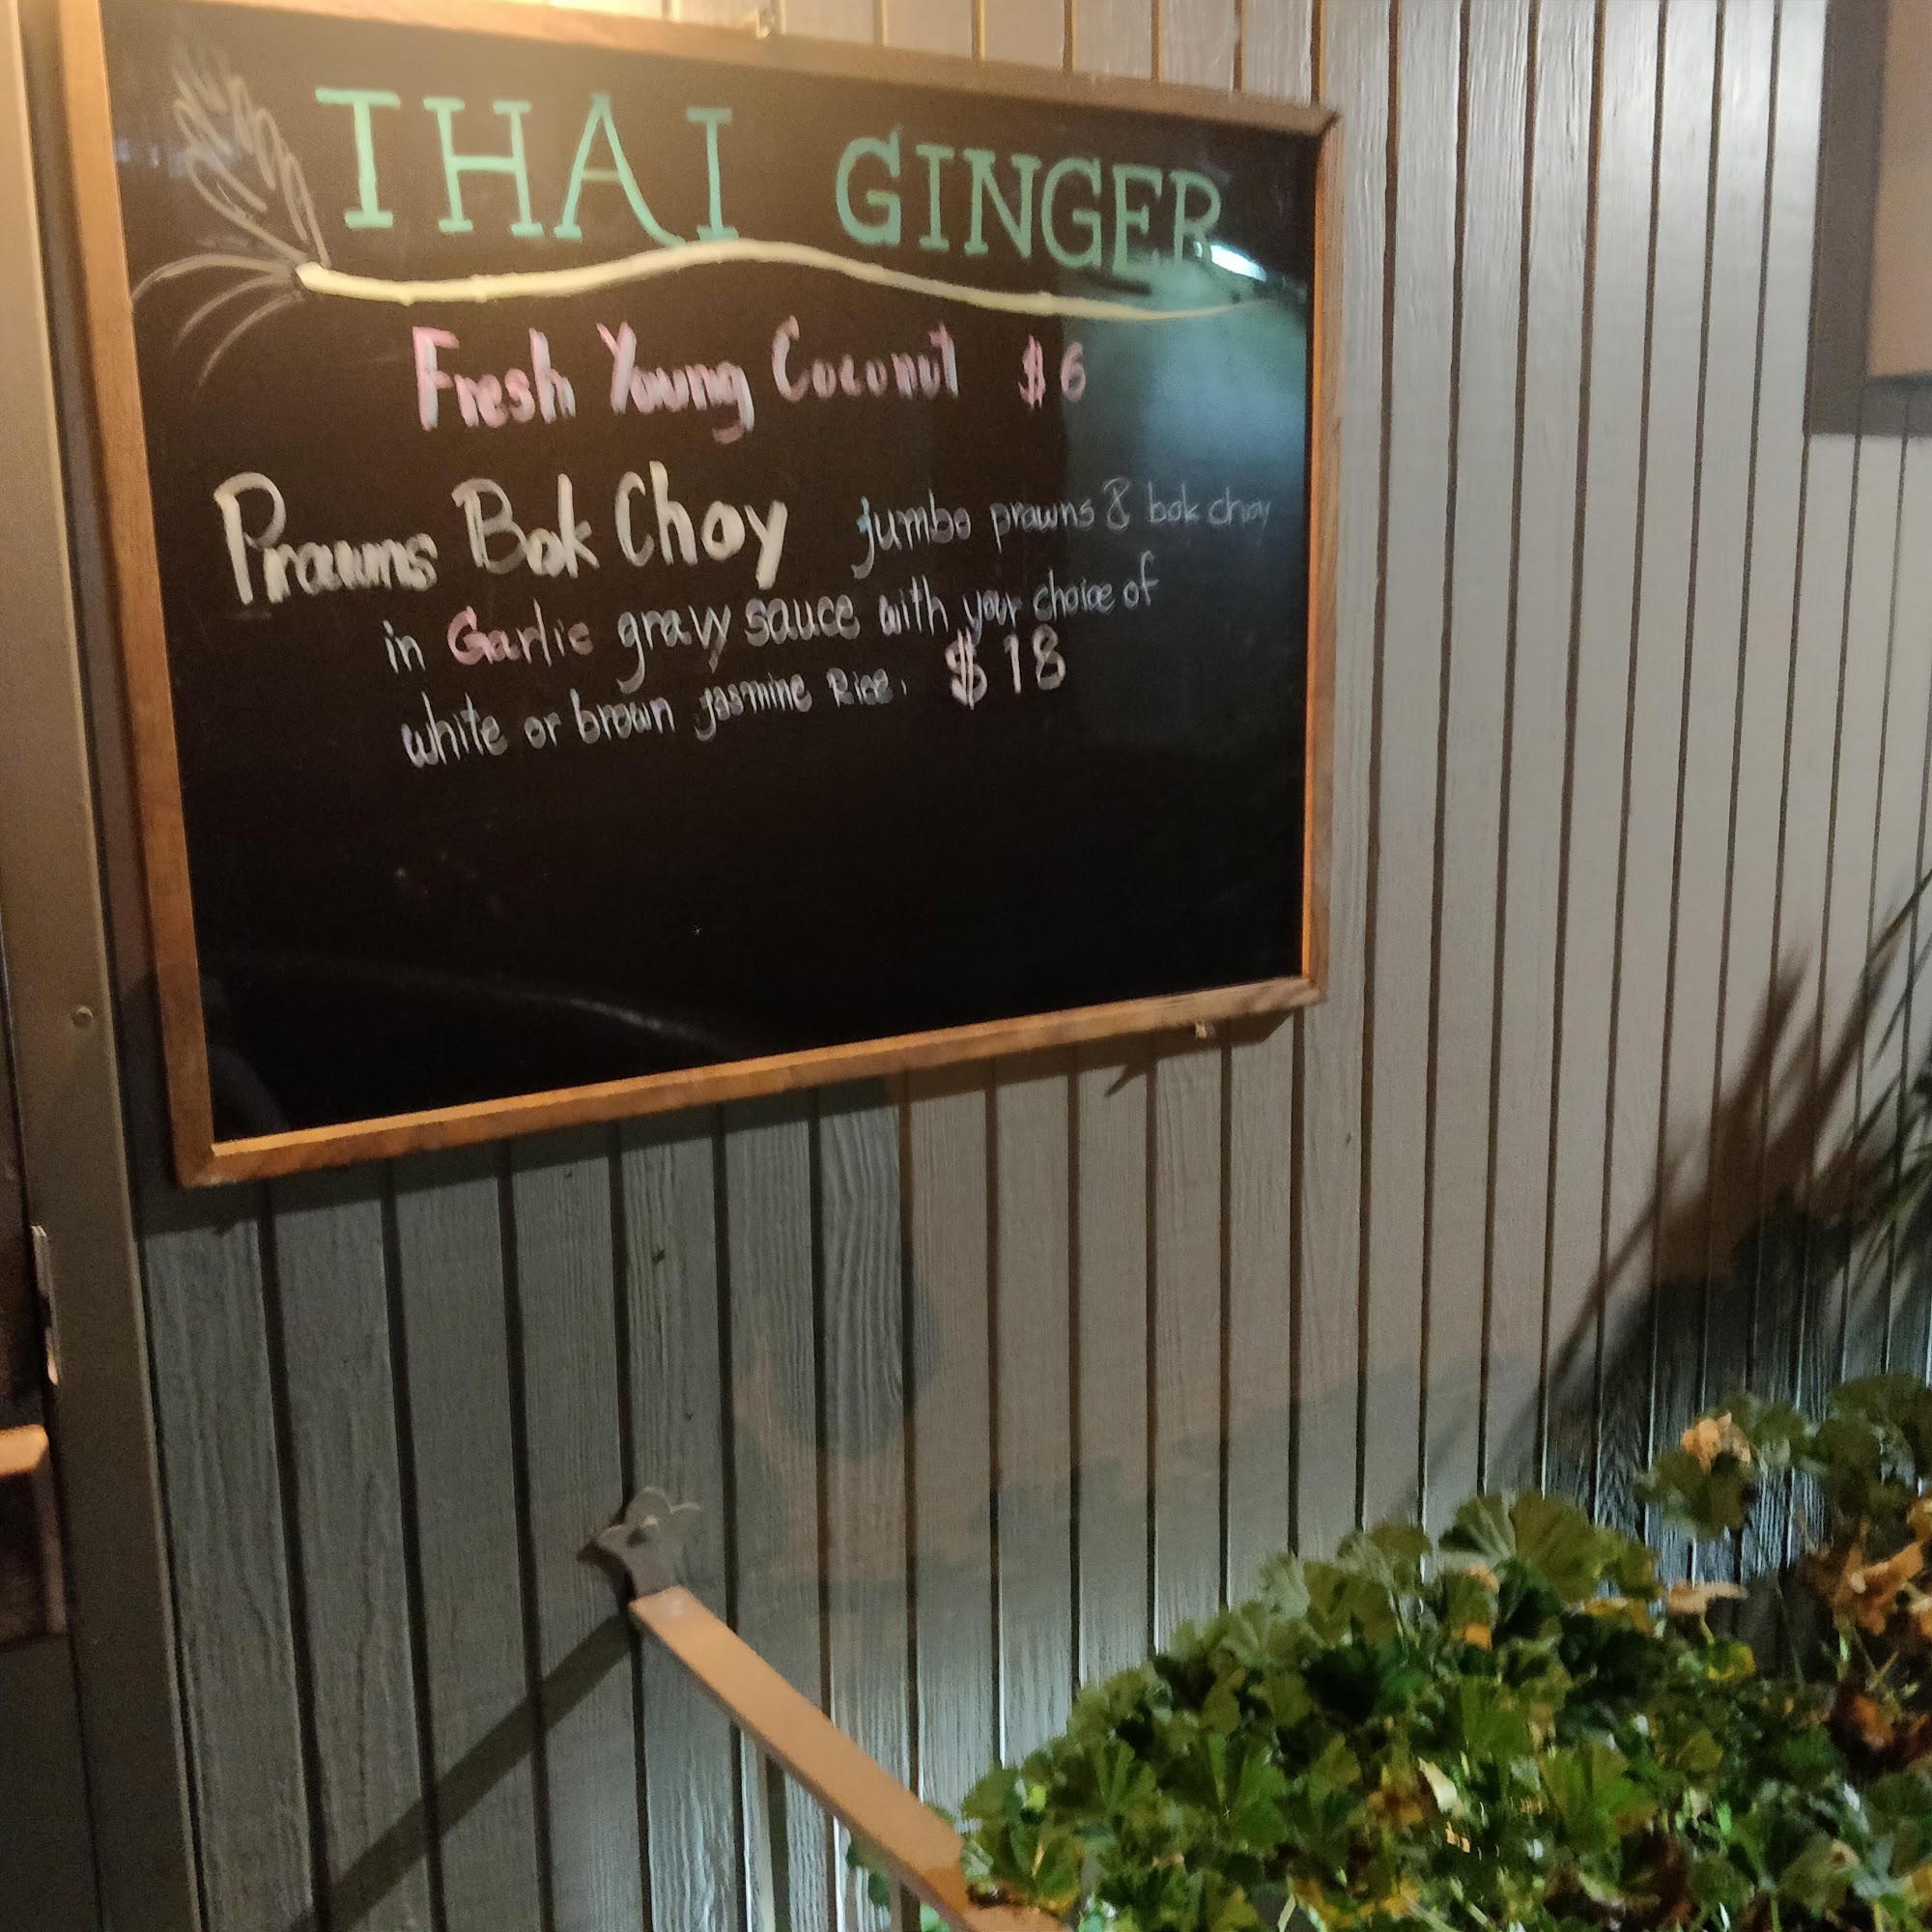 THAI GINGER
Fresh Young Coconut $6
Prawns Bok Choy jumbo prawns & bok choy
in Garlic gravy sauce with your choice of
white or brown jasmine Rice. $18